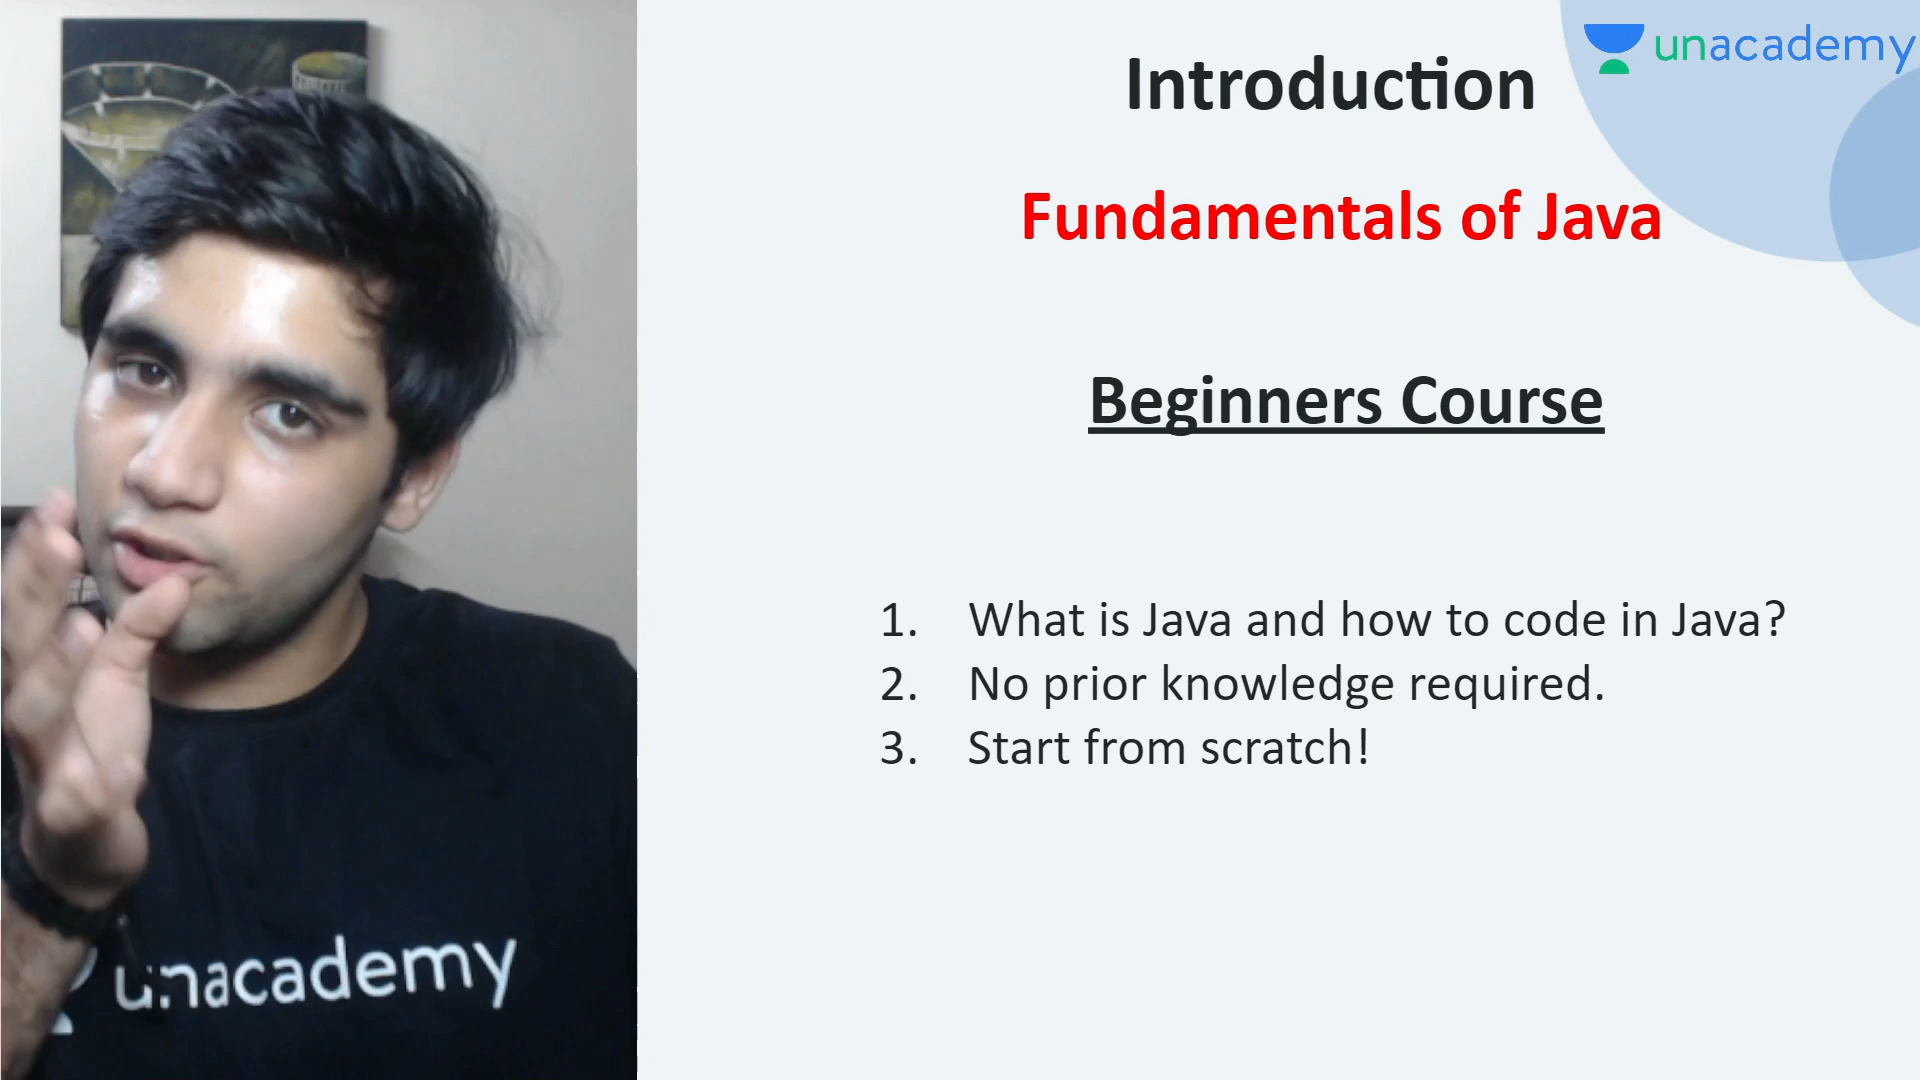 unacademy
Introduction
Fundamentals of Java
Beginners Course
1. What is Java and how to code in Java?
2. No prior knowledge required.
3. Start from scratch!
unacademy